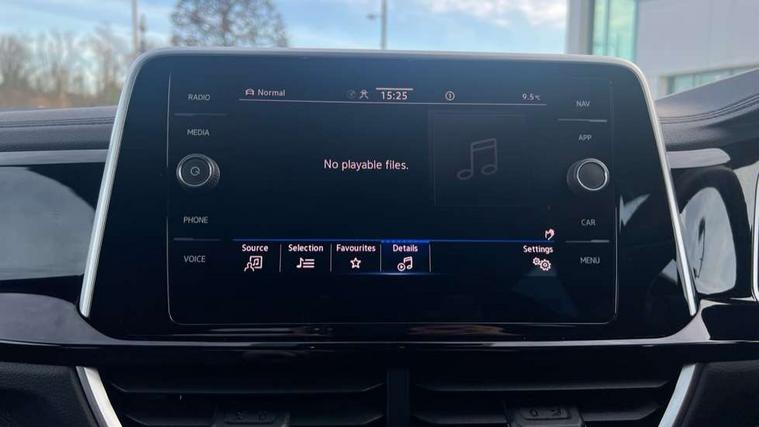 RADIO
MEDIA
PHONE
VOICE
Normal
15:25
9.5°C
No playable files.
Source Selection Favourites Details Settings
NAV
APP
CAR
MENU